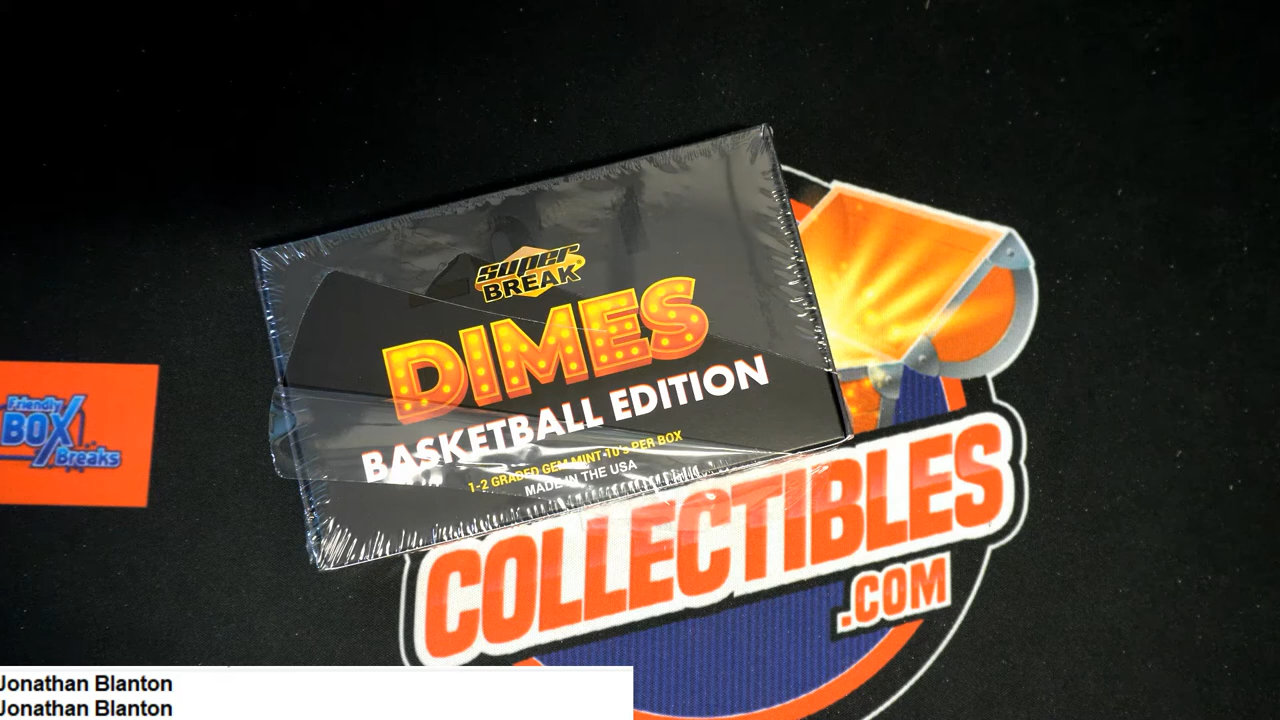 Super
BREAK
DIMES
BASKETBALL EDITION
1-2 GRADED GEM MINT 10'S PER BOX
MADE IN THE USA
Friendly
BOX
Breaks
COLLECTIBLES
.COM
Jonathan Blanton
Jonathan Blanton